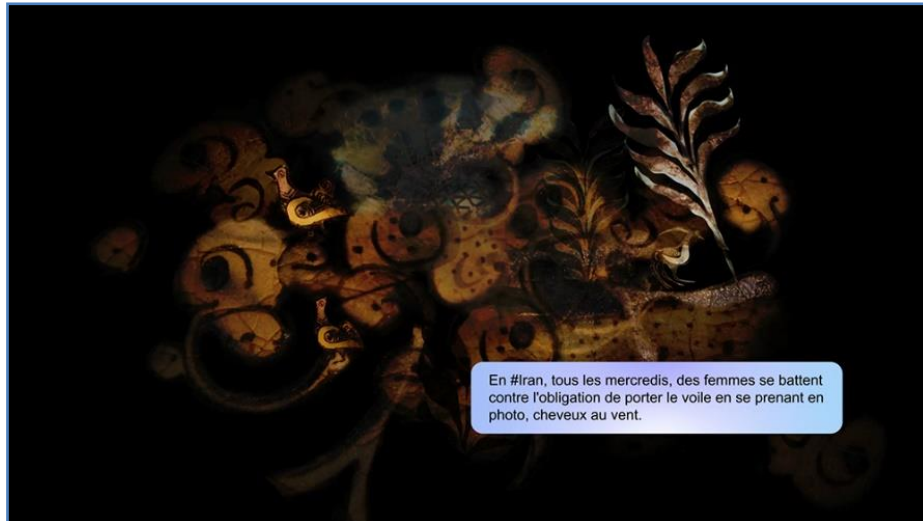 En #Iran, tous les mercredis, des femmes se battent
contre l'obligation de porter le voile en se prenant en
photo, cheveux au vent.